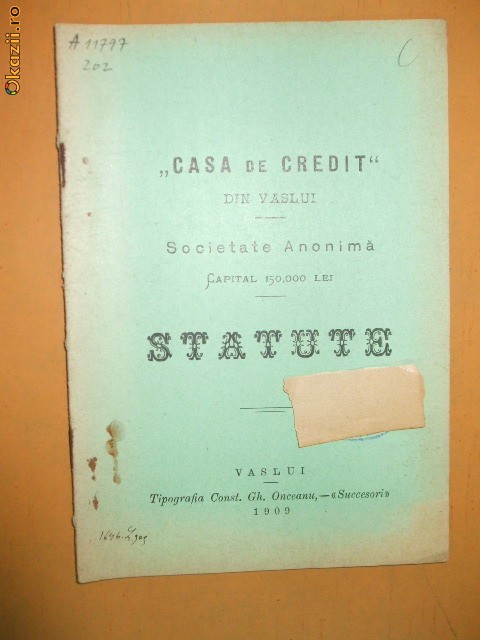 Okazii.ro
A 11797
202
„CASA DE CREDIT“
DIN VASLUI
Societate Anonimă
CAPITAL 150,000 LEI
STATUTE
VASLUI
Tipografia Const. Gh. Onceanu,—«Succesori»
1909